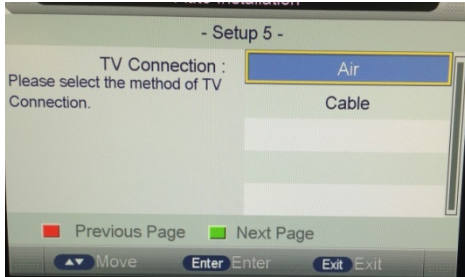 - Setup 5 -
TV Connection :
Please select the method of TV
Connection.
Air
Cable
Previous Page Next Page
Move Enter Enter Exit Exit